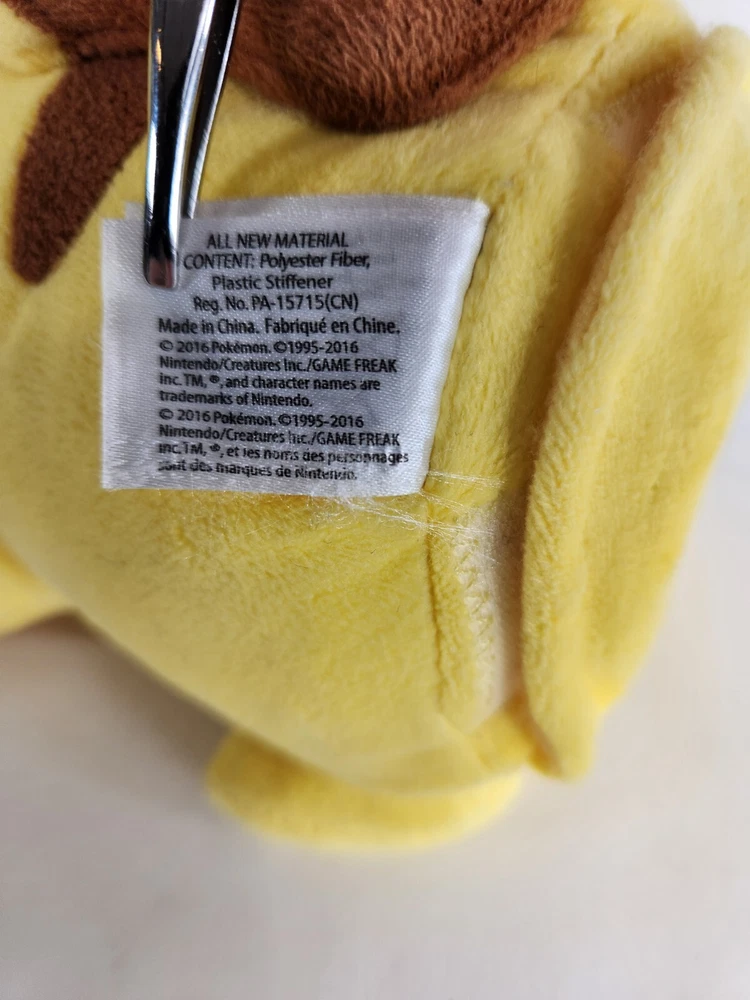 ALL NEW MATERIAL
CONTENT: Polyester Fiber,
Plastic Stiffener
Reg. No. PA-15715(CN)
Made in China. Fabriqué en Chine.
© 2016 Pokémon. ©1995-2016
Nintendo/Creatures Inc./GAME FREAK
inc.TM, ®, and character names are
trademarks of Nintendo.
© 2016 Pokémon. ©1995-2016
Nintendo/Creatures Inc./GAME FREAK
inc.TM, ®, et les noms des personnages
sont des marques de Nintendo.